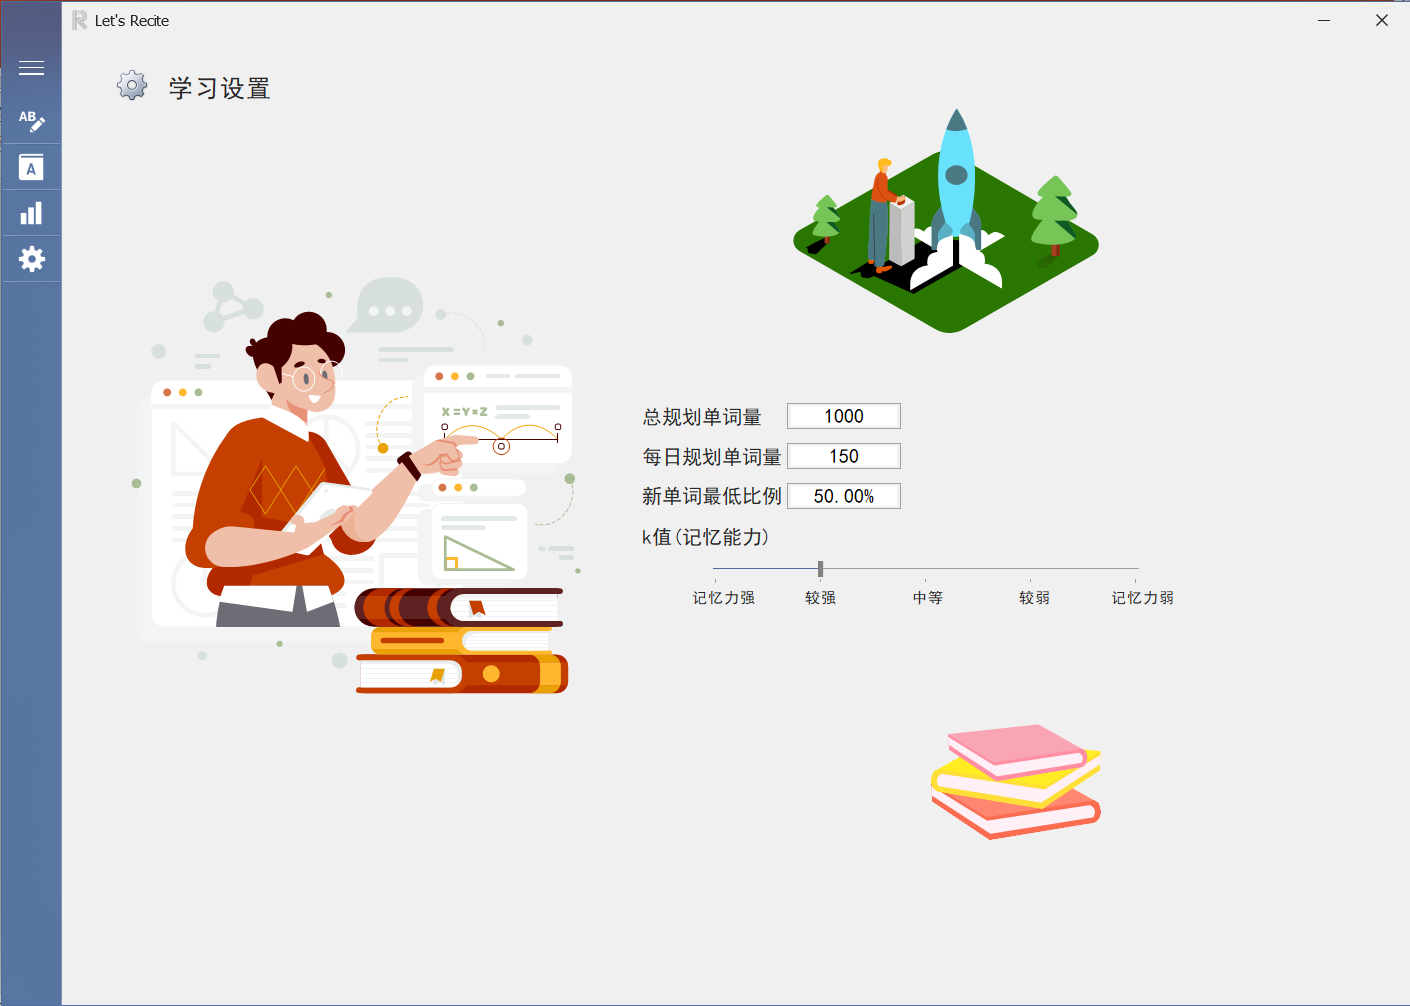 Let's Recite
学习设置
AB
A
X=Y×Z
总规划单词量 1000
每日规划单词量 150
新单词最低比例 50.00%
k值(记忆能力)
记忆力强 较强 中等 较弱 记忆力弱